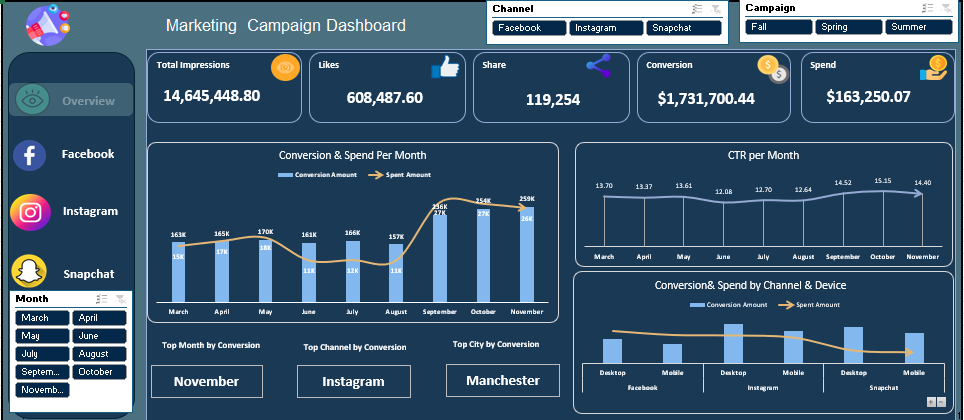 Marketing  Campaign Dashboard
Channel
Facebook Instagram Snapchat
Campaign
Fall Spring Summer
Overview
Facebook
Instagram
Snapchat
Month
March April
May June
July August
Septem... October
Novemb...
Total Impressions
14,645,448.80
Likes
608,487.60
Share
119,254
Conversion
$1,731,700.44
Spend
$163,250.07
Conversion & Spend Per Month
Conversion Amount Spent Amount
163K 165K 170K 161K 166K 157K 236K 254K 259K
15K 17K 18K 11K 12K 11K 27K 27K 26K
March April May June July August September October November
CTR per Month
13.70 13.37 13.61 12.08 12.70 12.64 14.52 15.15 14.40
March April May June July August September October November
Conversion& Spend by Channel & Device
Conversion Amount Spent Amount
Desktop Mobile Desktop Mobile Desktop Mobile
Facebook Instagram Snapchat
Top Month by Conversion
November
Top Channel by Conversion
Instagram
Top City by Conversion
Manchester